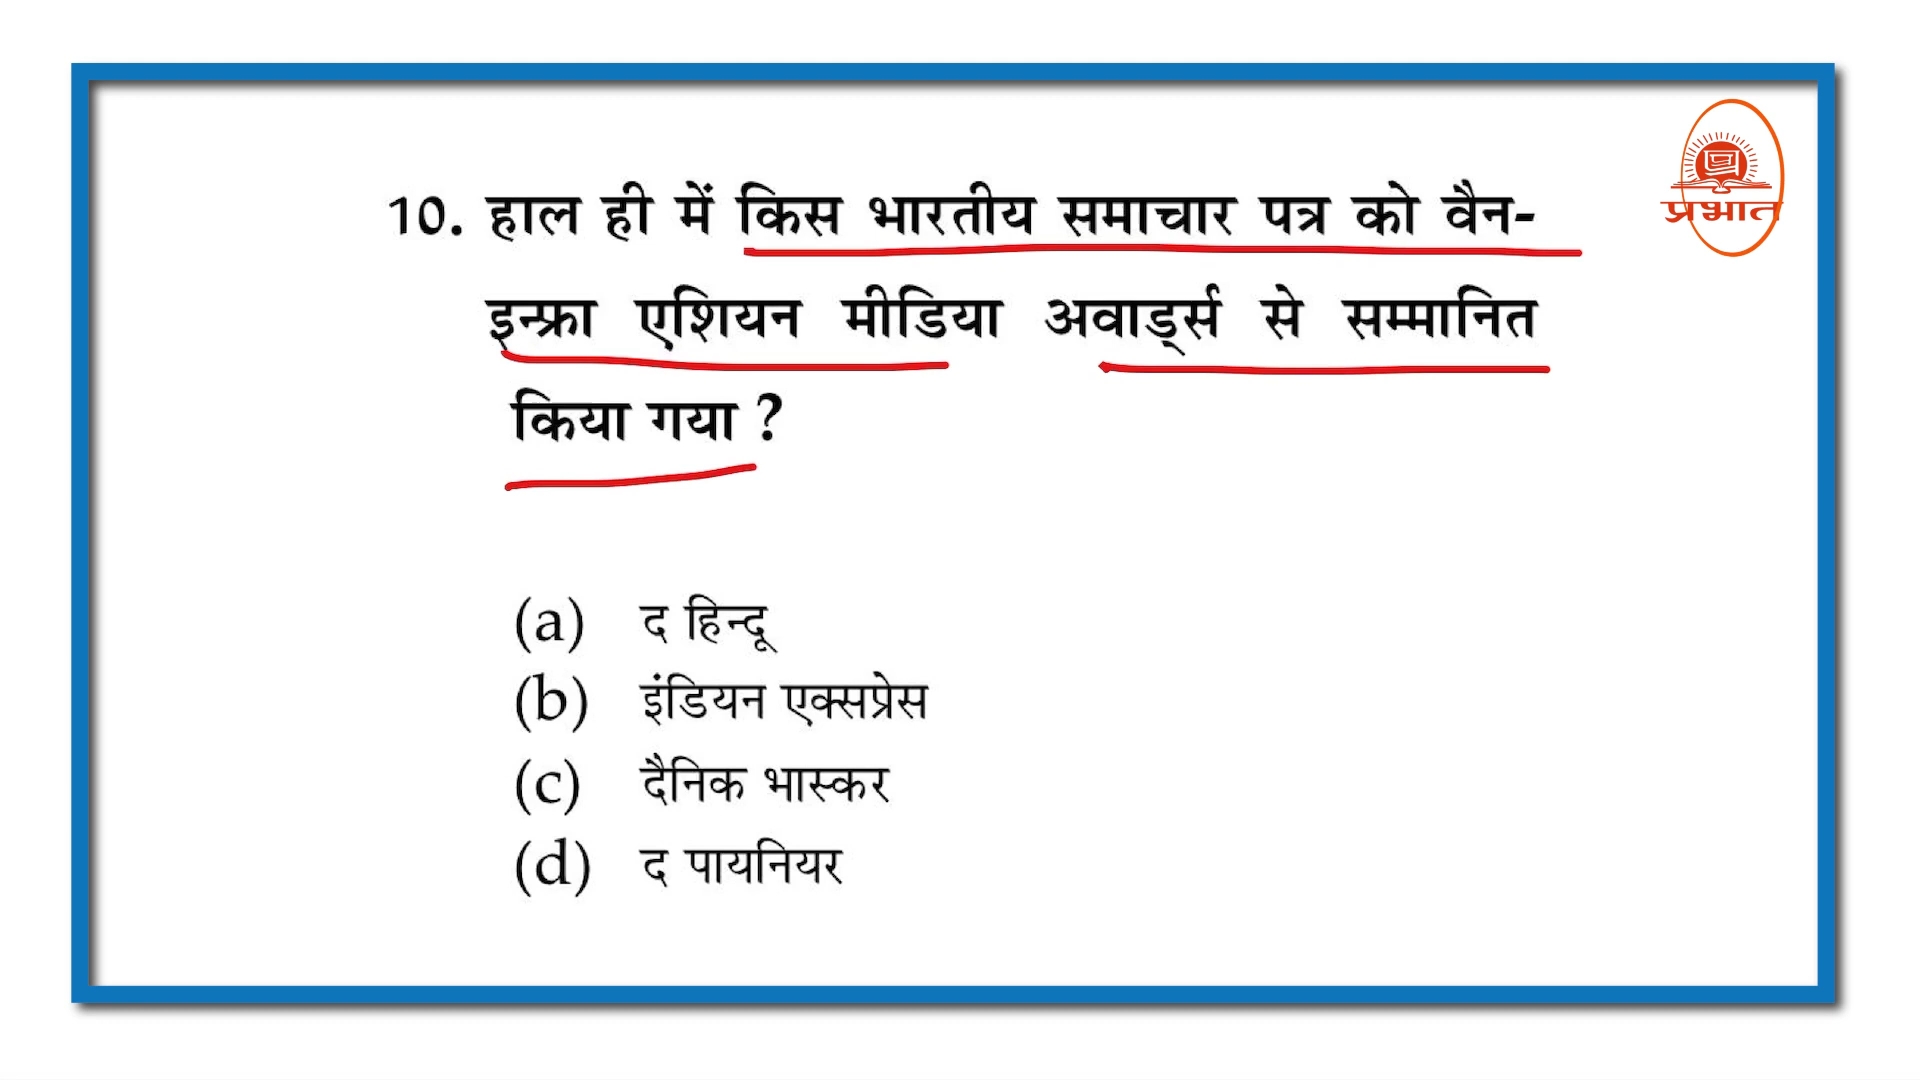 प्रभात
10. हाल ही में किस भारतीय समाचार पत्र को वैन-
इन्फ्रा एशियन मीडिया अवार्ड्स से सम्मानित
किया गया ?
(a) द हिन्दू
(b) इंडियन एक्सप्रेस
(c) दैनिक भास्कर
(d) द पायनियर